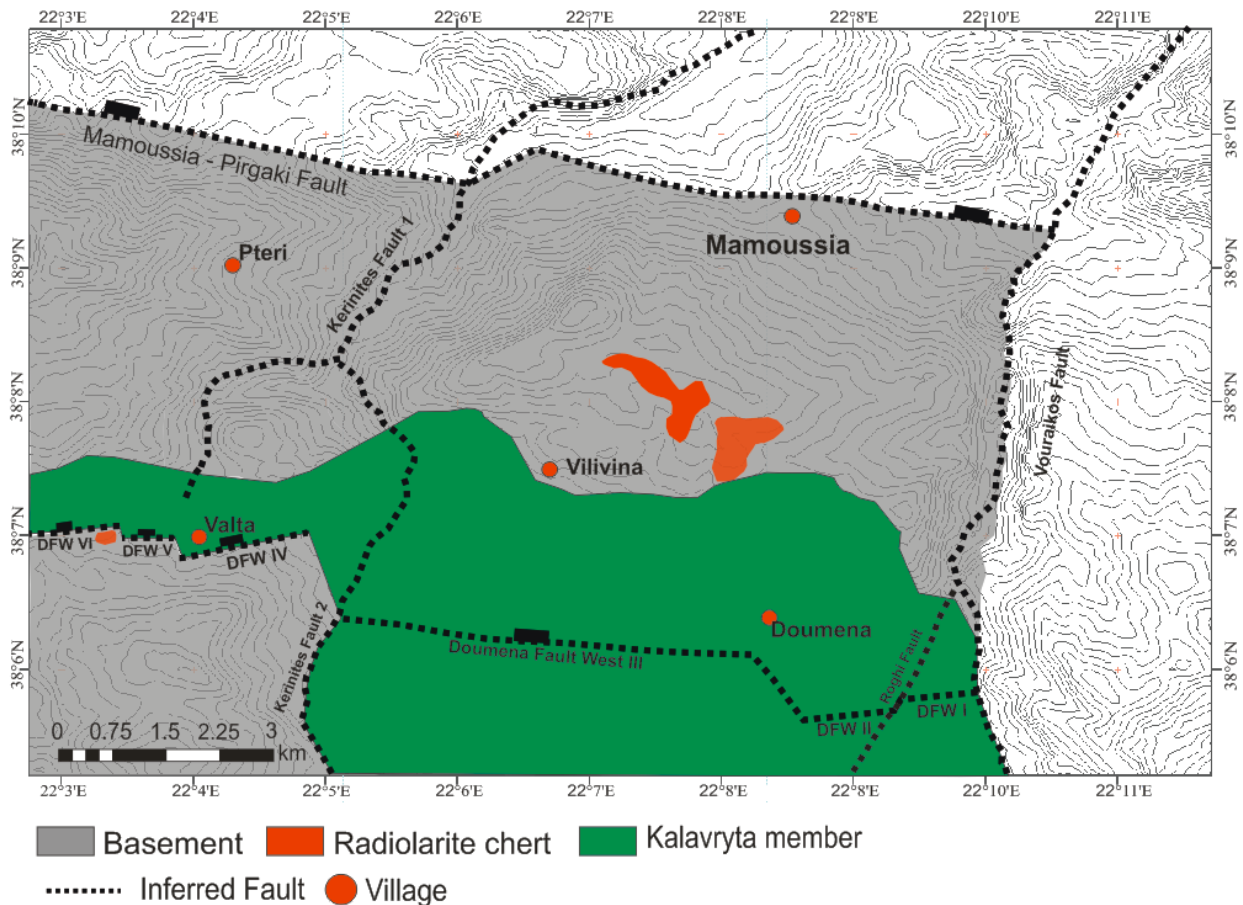 22°3'E 22°4'E 22°5'E 22°6'E 22°7'E 22°8'E 22°8'E 22°10'E 22°11'E
38°10'N 38°10'N
Mamoussia - Pirgaki Fault
Mamoussia
Pteri
38°9'N 38°9'N
Kerinites Fault 1
Vouraikos Fault
38°8'N 38°8'N
Vilivina
38°7'N 38°7'N
Valta
DFW VI DFW V DFW IV
Doumena
38°6'N 38°6'N
Kerinites Fault 2
Doumena Fault West III
Roghi Fault
DFW II DFW I
0 0.75 1.5 2.25 3
km
22°3'E 22°4'E 22°5'E 22°6'E 22°7'E 22°8'E 22°8'E 22°10'E 22°11'E
Basement Radiolarite chert Kalavryta member
Inferred Fault Village